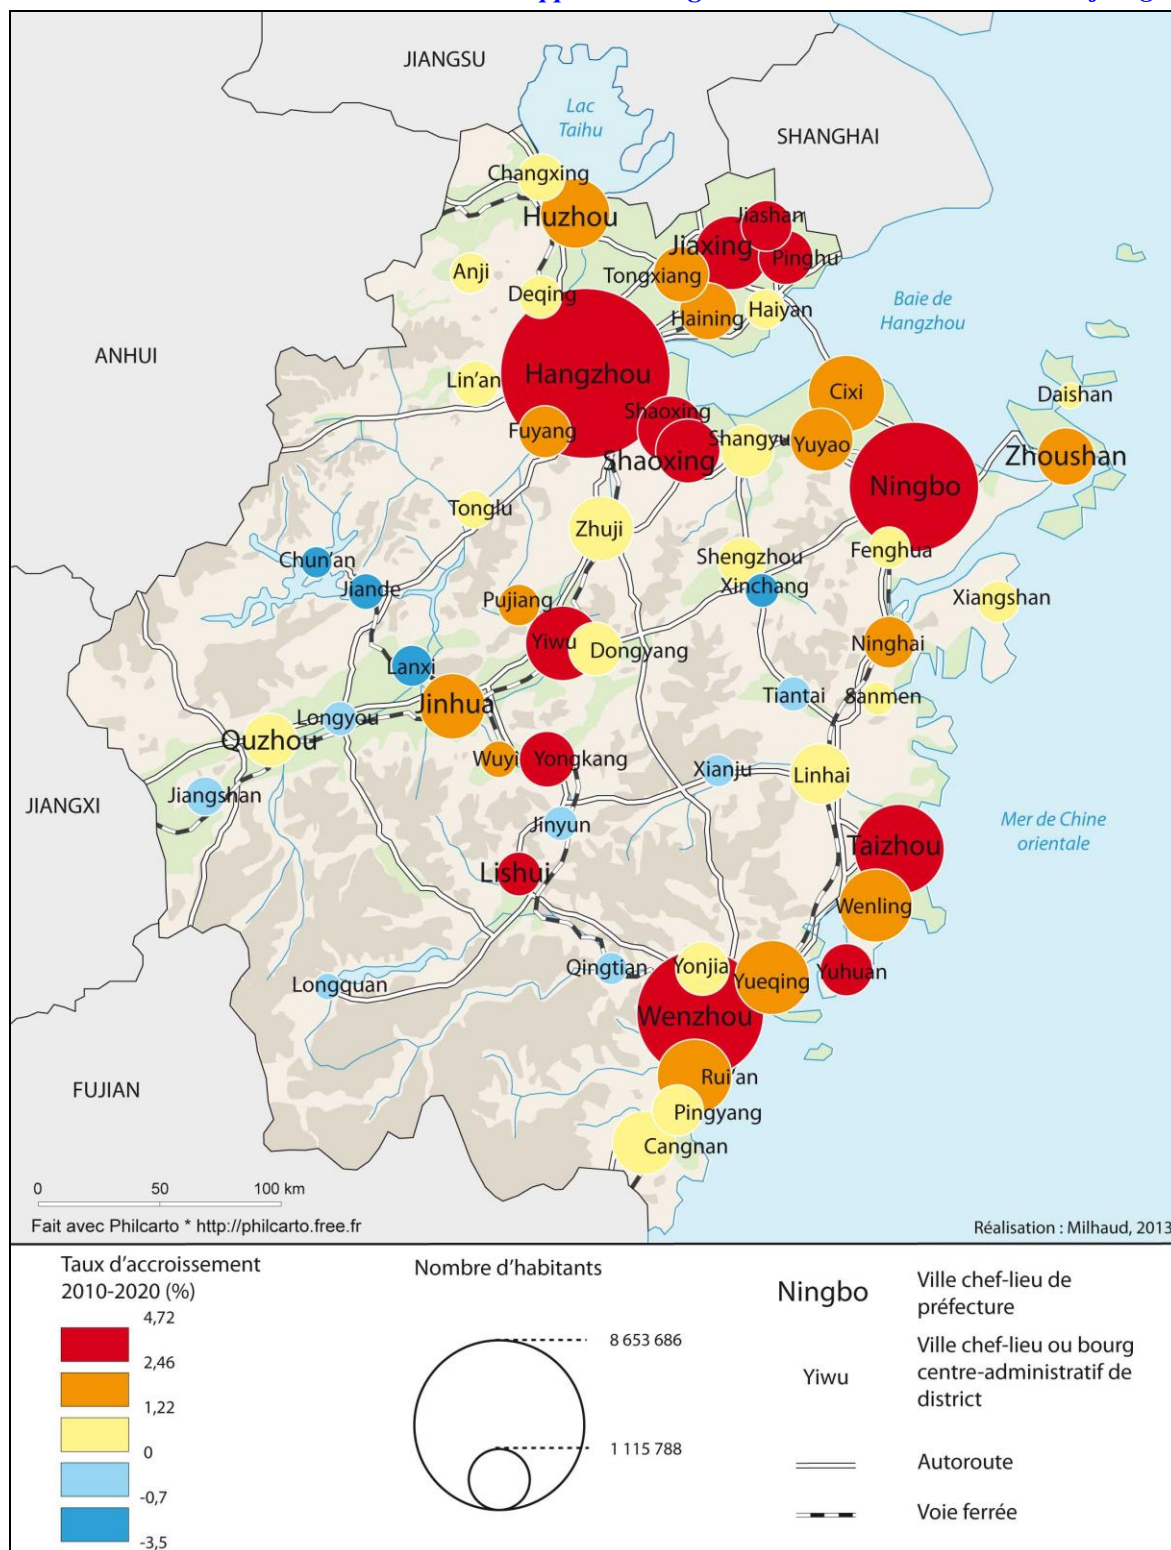 JIANGSU
Lac
Taihu
SHANGHAI
Changxing
Huzhou
Jiashan
Jiaxing
Pinghu
Tongxiang
Anji
Deqing
Haining
Haiyan
Baie de
Hangzhou
ANHUI
Hangzhou
Lin'an
Cixi
Daishan
Shaoxing
Fuyang
Shangyu
Yuyao
Shaoxing
Zhoushan
Ningbo
Tonglu
Zhuji
Shengzhou
Fenghua
Chun'an
Jiande
Xinchang
Pujiang
Xiangshan
Yiwu
Dongyang
Ninghai
Lanxi
Jinhua
Tiantai
Sanmen
Longyou
Quzhou
Wuyi
Yongkang
Xianju
Linhai
Jiangshan
JIANGXI
Jinyun
Mer de Chine
orientale
Taizhou
Lishui
Wenling
Qingtian
Yonjia
Yueqing
Yuhuan
Longquan
Wenzhou
Rui'an
FUJIAN
Pingyang
Cangnan
0 50 100 km
Fait avec Philcarto * http://philcarto.free.fr
Réalisation : Milhaud, 2013
Taux d'accroissement
2010-2020 (%)
4,72
2,46
1,22
0
-0,7
-3,5
Nombre d'habitants
8 653 686
1 115 788
Ningbo
Ville chef-lieu de
préfecture
Yiwu
Ville chef-lieu ou bourg
centre-administratif de
district
Autoroute
Voie ferrée